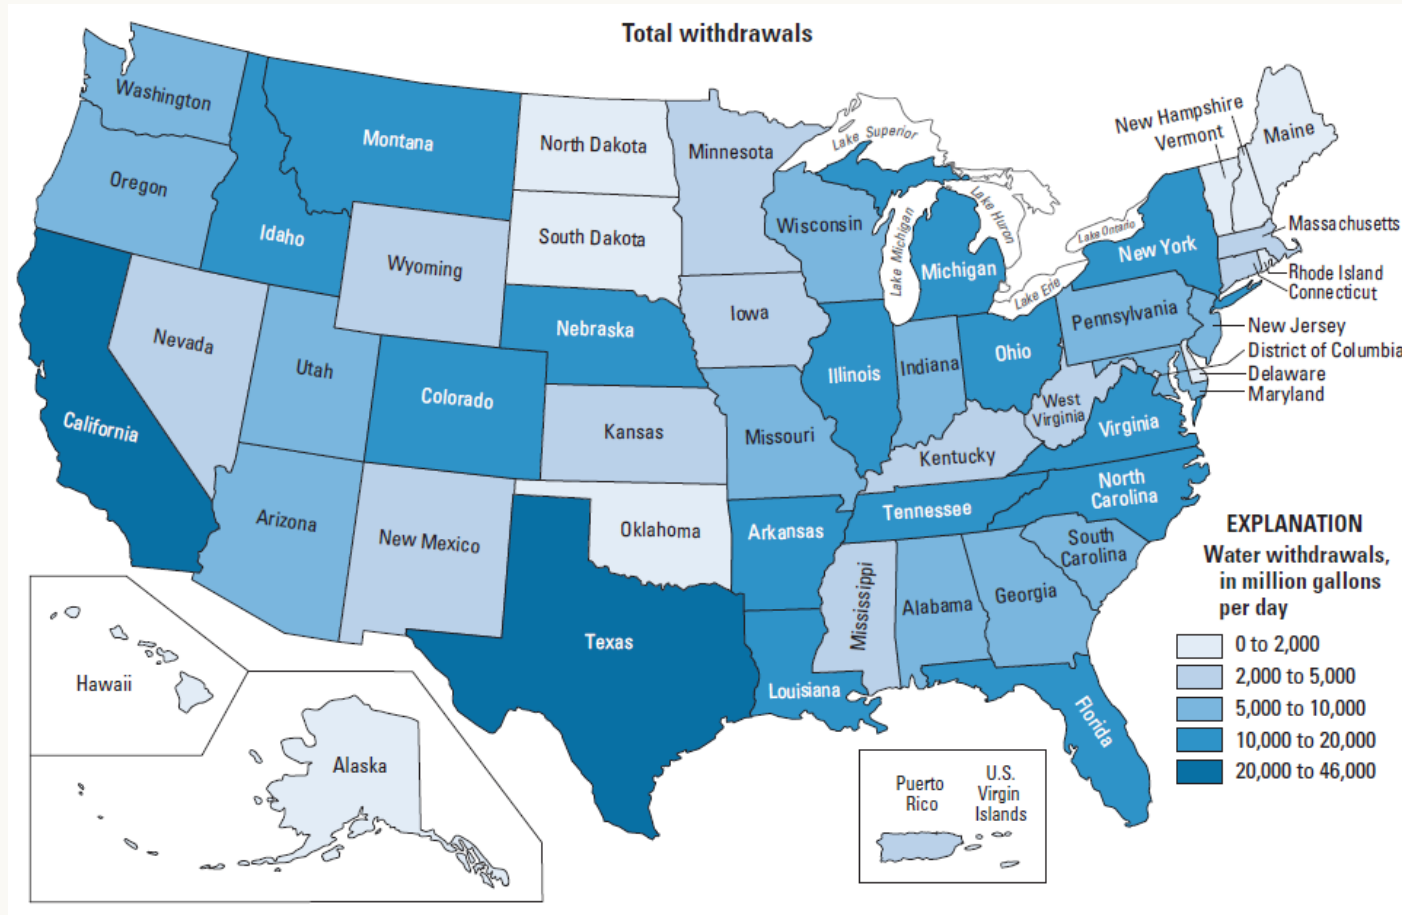 Total withdrawals
Washington
Oregon
California
Nevada
Idaho
Montana
Wyoming
Utah
Colorado
Arizona
New Mexico
North Dakota
South Dakota
Nebraska
Kansas
Oklahoma
Texas
Minnesota
Iowa
Missouri
Arkansas
Louisiana
Wisconsin
Illinois
Lake Superior
Lake Michigan
Lake Huron
Lake Erie
Lake Ontario
Michigan
Indiana
Ohio
Kentucky
Tennessee
Mississippi
Alabama
Georgia
Florida
South
Carolina
North
Carolina
Virginia
West
Virginia
Pennsylvania
New York
New Hampshire
Vermont
Maine
Massachusetts
Rhode Island
Connecticut
New Jersey
District of Columbia
Delaware
Maryland
Hawaii
Alaska
Puerto
Rico
U.S.
Virgin
Islands
EXPLANATION
Water withdrawals,
in million gallons
per day
0 to 2,000
2,000 to 5,000
5,000 to 10,000
10,000 to 20,000
20,000 to 46,000